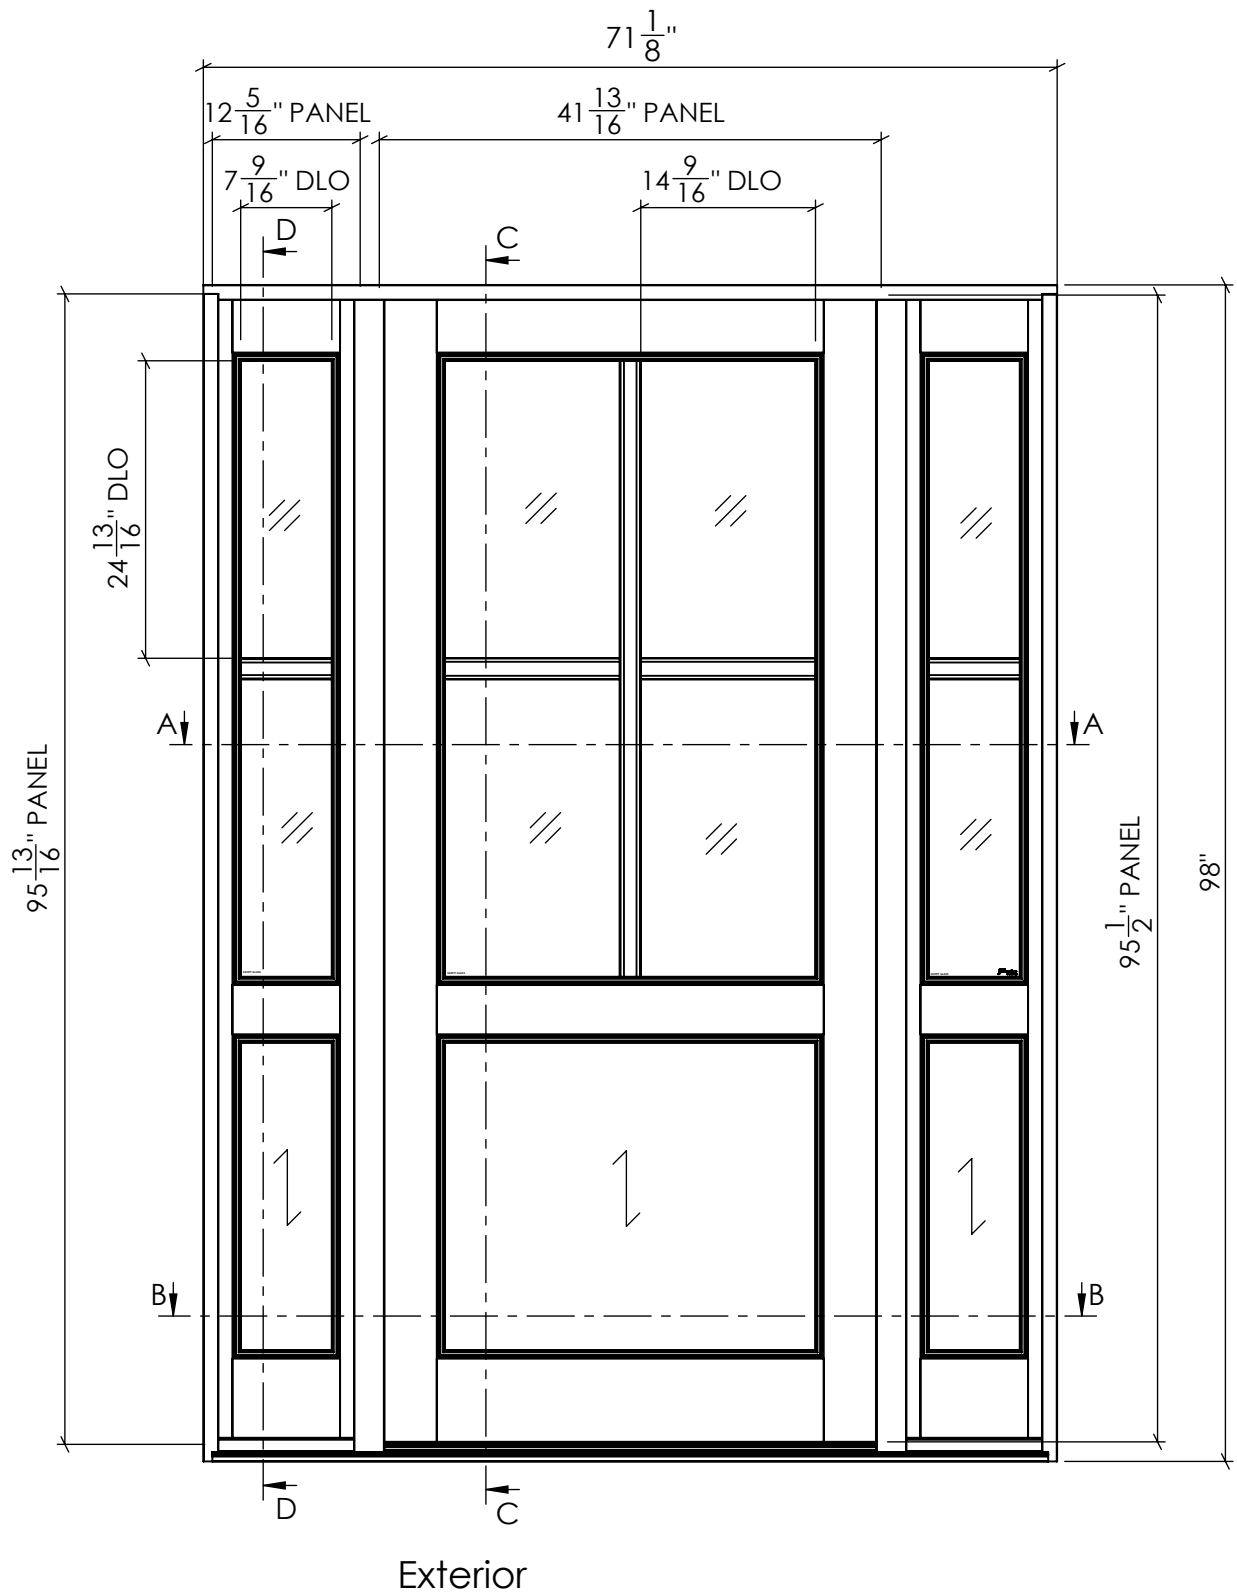 71 1/8"
12 5/16" PANEL
41 13/16" PANEL
7 9/16" DLO
14 9/16" DLO
D
C
24 13/16" DLO
A
A
95 13/16" PANEL
95 1/2" PANEL
98"
B
B
D
C
Exterior